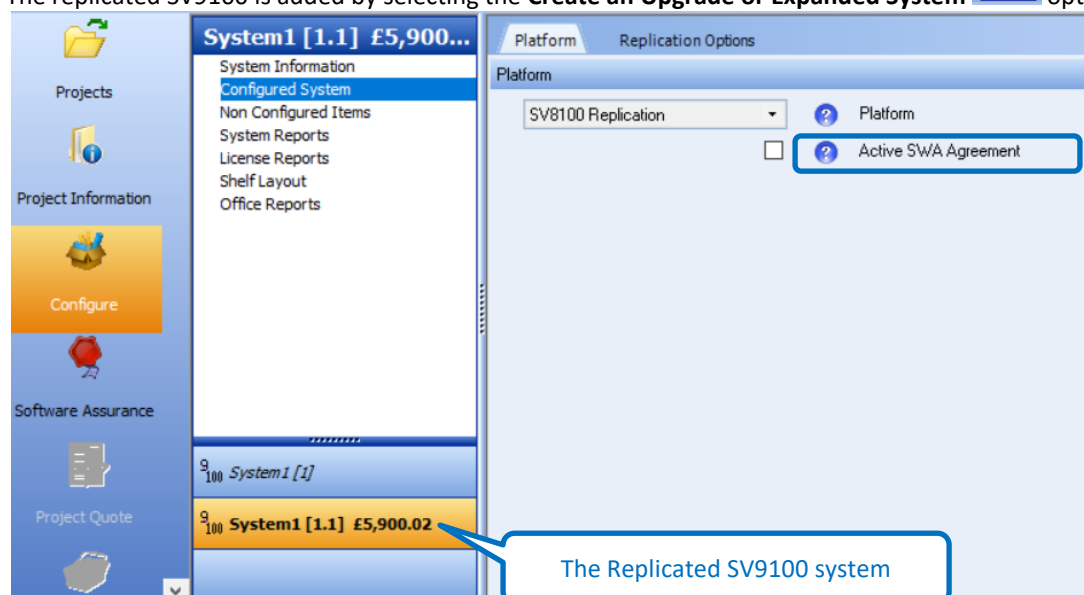 The replicated SV9100 is added by selecting the Create an Upgrade or Expanded System
Projects
Project Information
Configure
Software Assurance
Project Quote
System1 [1.1] £5,900...
System Information
Configured System
Non Configured Items
System Reports
License Reports
Shelf Layout
Office Reports
9100 System1 [1]
9100 System1 [1.1] £5,900.02
Platform Replication Options
Platform
SV8100 Replication Platform
Active SWA Agreement
The Replicated SV9100 system